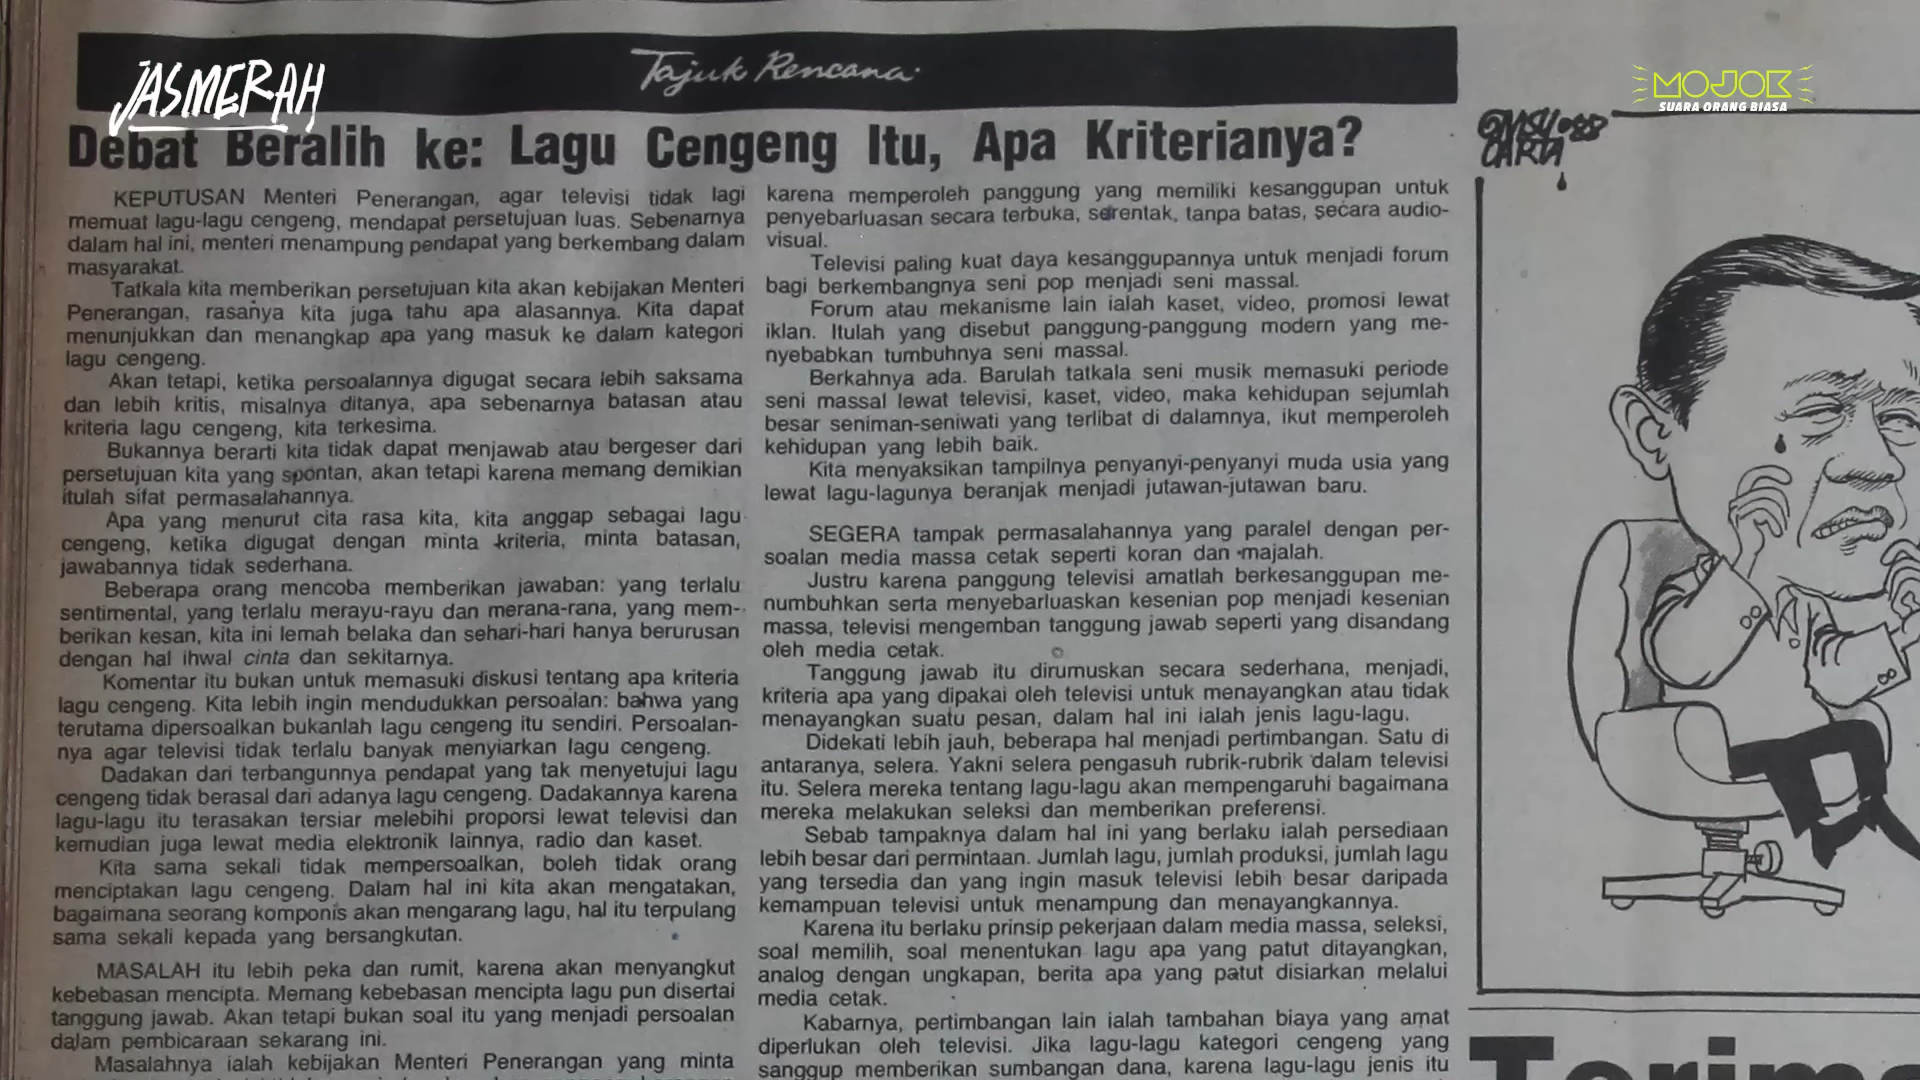 JASMERAH
Tajuk Rencana
MOJOK
SUARA ORANG BIASA
Debat Beralih ke: Lagu Cengeng Itu, Apa Kriterianya?
KEPUTUSAN Menteri Penerangan, agar televisi tidak lagi
memuat lagu-lagu cengeng, mendapat persetujuan luas. Sebenarnya
dalam hal ini, menteri menampung pendapat yang berkembang dalam
masyarakat.
Tatkala kita memberikan persetujuan kita akan kebijakan Menteri
Penerangan, rasanya kita juga tahu apa alasannya. Kita dapat
menunjukkan dan menangkap apa yang masuk ke dalam kategori
lagu cengeng.
Akan tetapi, ketika persoalannya digugat secara lebih saksama
dan lebih kritis, misalnya ditanya, apa sebenarnya batasan atau
kriteria lagu cengeng, kita terkesima.
Bukannya berarti kita tidak dapat menjawab atau bergeser dari
persetujuan kita yang spontan, akan tetapi karena memang demikian
itulah sifat permasalahannya.
Apa yang menurut cita rasa kita, kita anggap sebagai lagu
cengeng, ketika digugat dengan minta kriteria, minta batasan,
jawabannya tidak sederhana.
Beberapa orang mencoba memberikan jawaban: yang terlalu
sentimental, yang terlalu merayu-rayu dan merana-rana, yang mem-
berikan kesan, kita ini lemah belaka dan sehari-hari hanya berurusan
dengan hal ihwal cinta dan sekitarnya.
Komentar itu bukan untuk memasuki diskusi tentang apa kriteria
lagu cengeng. Kita lebih ingin mendudukkan persoalan: bahwa yang
terutama dipersoalkan bukanlah lagu cengeng itu sendiri. Persoalan-
nya agar televisi tidak terlalu banyak menyiarkan lagu cengeng.
Dadakan dari terbangunnya pendapat yang tak menyetujui lagu
cengeng tidak berasal dari adanya lagu cengeng. Dadakannya karena
lagu-lagu itu terasakan tersiar melebihi proporsi lewat televisi dan
kemudian juga lewat media elektronik lainnya, radio dan kaset.
Kita sama sekali tidak mempersoalkan, boleh tidak orang
menciptakan lagu cengeng. Dalam hal ini kita akan mengatakan,
bagaimana seorang komponis akan mengarang lagu, hal itu terpulang
sama sekali kepada yang bersangkutan.
MASALAH itu lebih peka dan rumit, karena akan menyangkut
kebebasan mencipta. Memang kebebasan mencipta lagu pun disertai
tanggung jawab. Akan tetapi bukan soal itu yang menjadi persoalan
dalam pembicaraan sekarang ini.
Masalahnya ialah kebijakan Menteri Penerangan yang minta
karena memperoleh panggung yang memiliki kesanggupan untuk
penyebarluasan secara terbuka, serentak, tanpa batas, secara audio-
visual.
Televisi paling kuat daya kesanggupannya untuk menjadi forum
bagi berkembangnya seni pop menjadi seni massal.
Forum atau mekanisme lain ialah kaset, video, promosi lewat
iklan. Itulah yang disebut panggung-panggung modern yang me-
nyebabkan tumbuhnya seni massal.
Berkahnya ada. Barulah tatkala seni musik memasuki periode
seni massal lewat televisi, kaset, video, maka kehidupan sejumlah
besar seniman-seniwati yang terlibat di dalamnya, ikut memperoleh
kehidupan yang lebih baik.
Kita menyaksikan tampilnya penyanyi-penyanyi muda usia yang
lewat lagu-lagunya beranjak menjadi jutawan-jutawan baru.
SEGERA tampak permasalahannya yang paralel dengan per-
soalan media massa cetak seperti koran dan majalah.
Justru karena panggung televisi amatlah berkesanggupan me-
numbuhkan serta menyebarluaskan kesenian pop menjadi kesenian
massa, televisi mengemban tanggung jawab seperti yang disandang
oleh media cetak.
Tanggung jawab itu dirumuskan secara sederhana, menjadi,
kriteria apa yang dipakai oleh televisi untuk menayangkan atau tidak
menayangkan suatu pesan, dalam hal ini ialah jenis lagu-lagu.
Didekati lebih jauh, beberapa hal menjadi pertimbangan. Satu di
antaranya, selera. Yakni selera pengasuh rubrik-rubrik dalam televisi
itu. Selera mereka tentang lagu-lagu akan mempengaruhi bagaimana
mereka melakukan seleksi dan memberikan preferensi.
Sebab tampaknya dalam hal ini yang berlaku ialah persediaan
lebih besar dari permintaan. Jumlah lagu, jumlah produksi, jumlah lagu
yang tersedia dan yang ingin masuk televisi lebih besar daripada
kemampuan televisi untuk menampung dan menayangkannya.
Karena itu berlaku prinsip pekerjaan dalam media massa, seleksi,
soal memilih, soal menentukan lagu apa yang patut ditayangkan,
analog dengan ungkapan, berita apa yang patut disiarkan melalui
media cetak.
Kabarnya, pertimbangan lain ialah tambahan biaya yang amat
diperlukan oleh televisi. Jika lagu-lagu kategori cengeng yang
sanggup memberikan sumbangan dana, karena lagu-lagu jenis itu